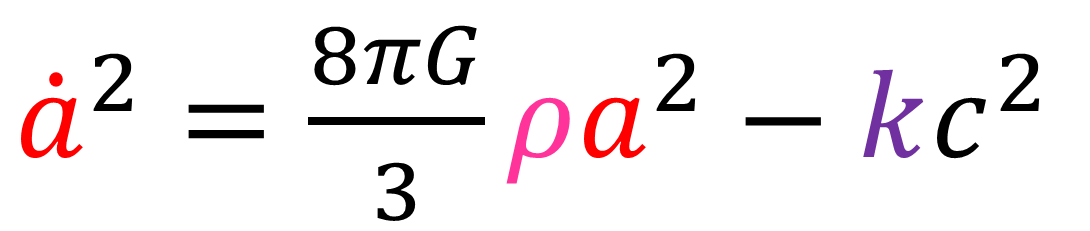 ȧ² = 8πG/3 ρa² − kc²